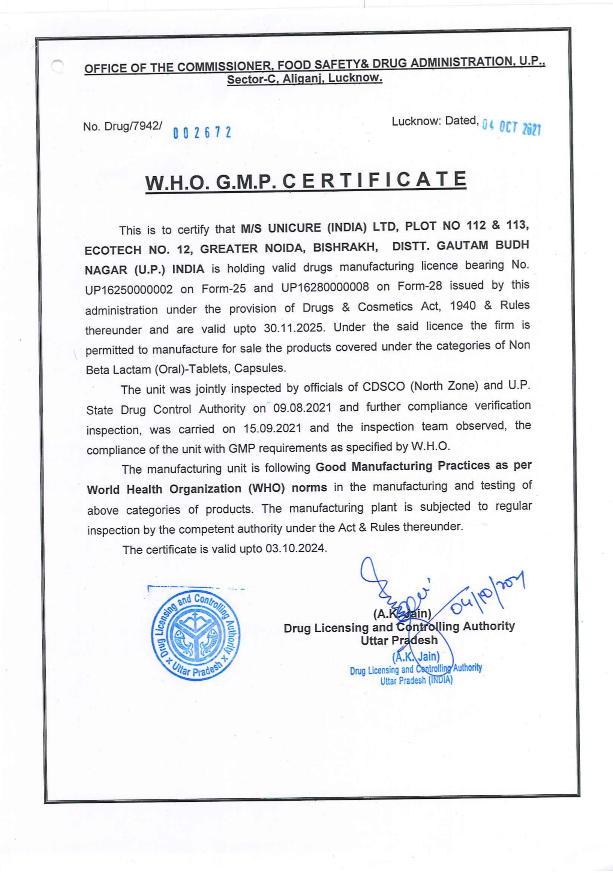 OFFICE OF THE COMMISSIONER, FOOD SAFETY& DRUG ADMINISTRATION, U.P.,
Sector-C, Aliganj, Lucknow.
No. Drug/7942/ 002672
Lucknow: Dated, 04 OCT 2021
W.H.O. G.M.P. CERTIFICATE
This is to certify that M/S UNICURE (INDIA) LTD, PLOT NO 112 & 113,
ECOTECH NO. 12, GREATER NOIDA, BISHRAKH, DISTT. GAUTAM BUDH
NAGAR (U.P.) INDIA is holding valid drugs manufacturing licence bearing No.
UP16250000002 on Form-25 and UP16280000008 on Form-28 issued by this
administration under the provision of Drugs & Cosmetics Act, 1940 & Rules
thereunder and are valid upto 30.11.2025. Under the said licence the firm is
permitted to manufacture for sale the products covered under the categories of Non
Beta Lactam (Oral)-Tablets, Capsules.
The unit was jointly inspected by officials of CDSCO (North Zone) and U.P.
State Drug Control Authority on 09.08.2021 and further compliance verification
inspection, was carried on 15.09.2021 and the inspection team observed, the
compliance of the unit with GMP requirements as specified by W.H.O.
The manufacturing unit is following Good Manufacturing Practices as per
World Health Organization (WHO) norms in the manufacturing and testing of
above categories of products. The manufacturing plant is subjected to regular
inspection by the competent authority under the Act & Rules thereunder.
The certificate is valid upto 03.10.2024.
04/10/2021
(A.K. Jain)
Drug Licensing and Controlling Authority
Uttar Pradesh
(A.K. Jain)
Drug Licensing and Controlling Authority
Uttar Pradesh (INDIA)
Drug Licensing and Controlling Authority
x Uttar Pradesh x